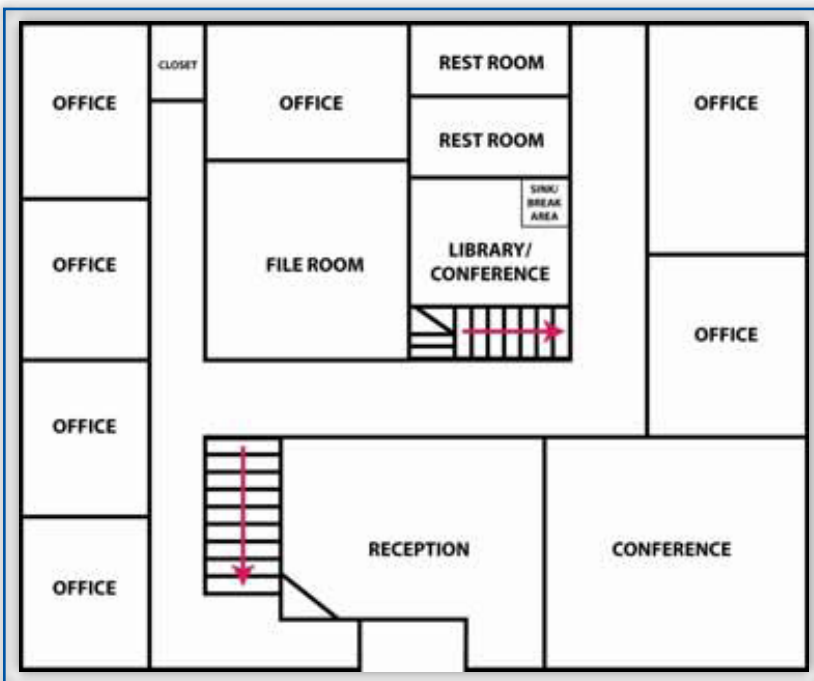 CLOSET
REST ROOM
OFFICE
OFFICE
OFFICE
REST ROOM
SINK/
BREAK
AREA
OFFICE
FILE ROOM
LIBRARY/
CONFERENCE
OFFICE
OFFICE
RECEPTION
CONFERENCE
OFFICE